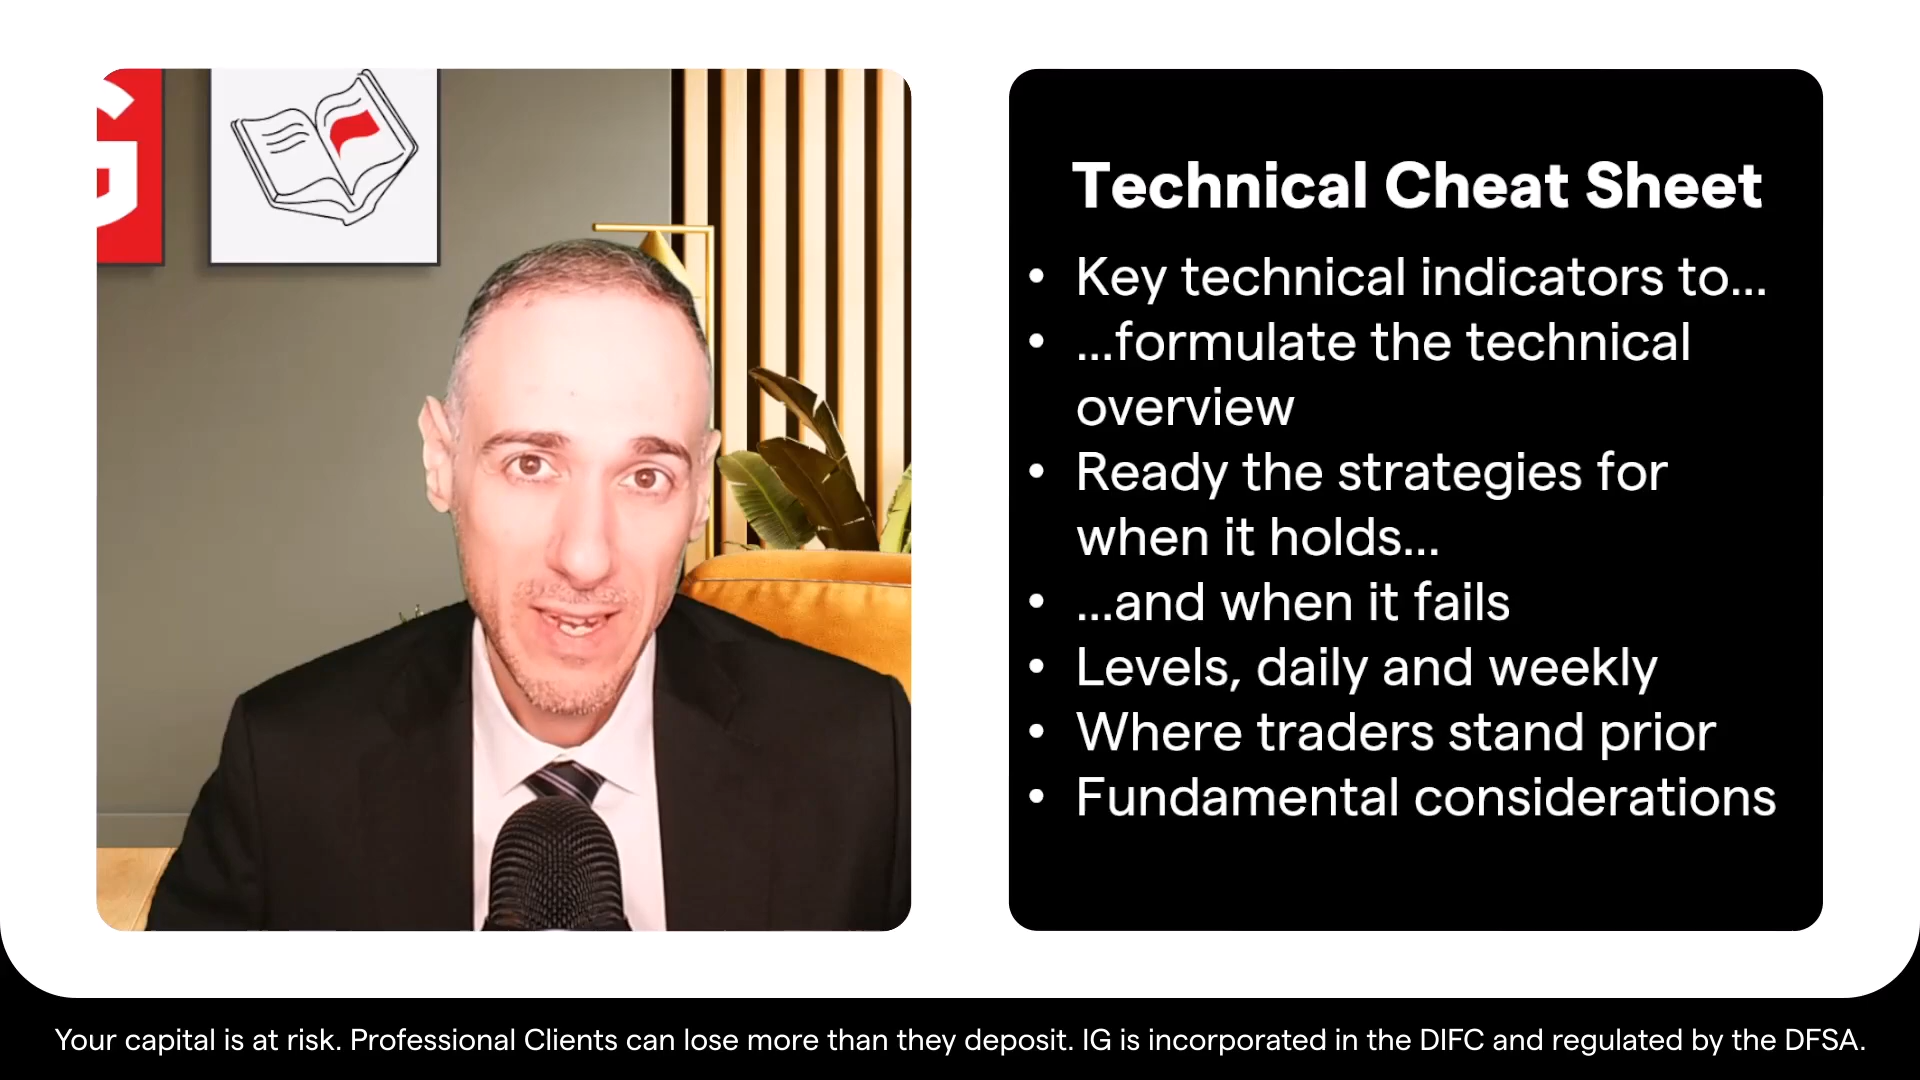 G
Technical Cheat Sheet
• Key technical indicators to...
• ...formulate the technical
overview
• Ready the strategies for
when it holds...
• ...and when it fails
• Levels, daily and weekly
• Where traders stand prior
• Fundamental considerations
Your capital is at risk. Professional Clients can lose more than they deposit. IG is incorporated in the DIFC and regulated by the DFSA.